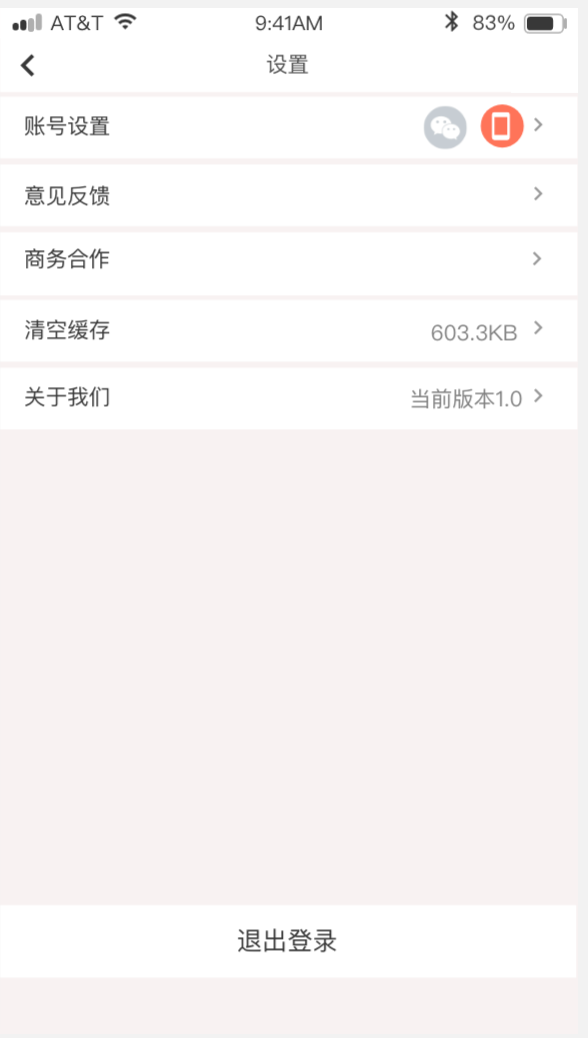 AT&T 9:41AM 83%
设置
账号设置
意见反馈
商务合作
清空缓存 603.3KB
关于我们 当前版本1.0
退出登录